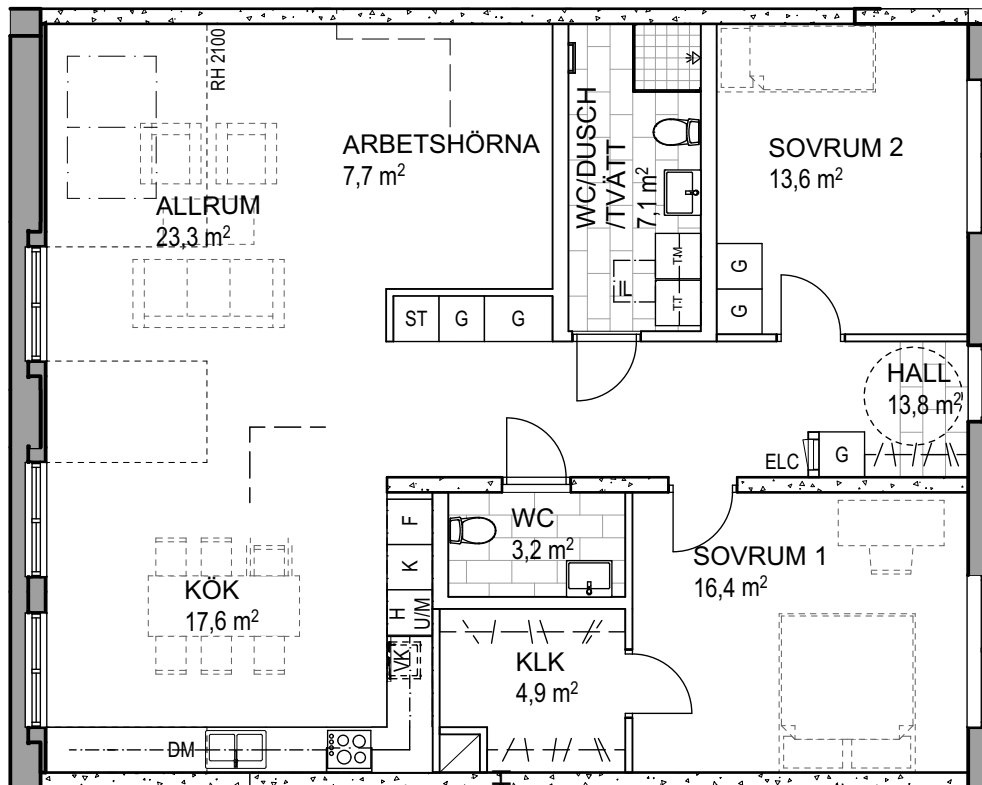 RH 2100
ARBETSHÖRNA
7,7 m²
ALLRUM
23,3 m²
WC/DUSCH
/TVÄTT
7,1 m²
TM
TT
SOVRUM 2
13,6 m²
G
G
ST
G
G
HALL
13,8 m²
ELC
G
F
K
H
U/M
VK
WC
3,2 m²
SOVRUM 1
16,4 m²
KÖK
17,6 m²
KLK
4,9 m²
DM